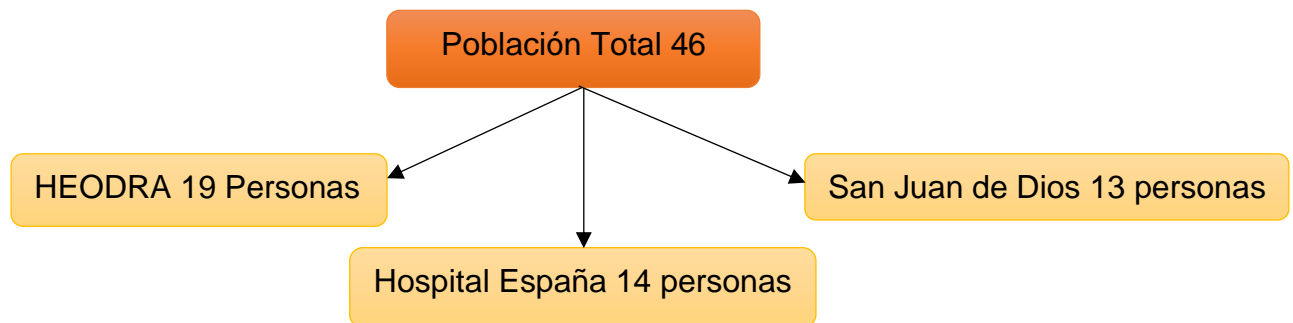 Población Total 46
HEODRA 19 Personas
San Juan de Dios 13 personas
Hospital España 14 personas